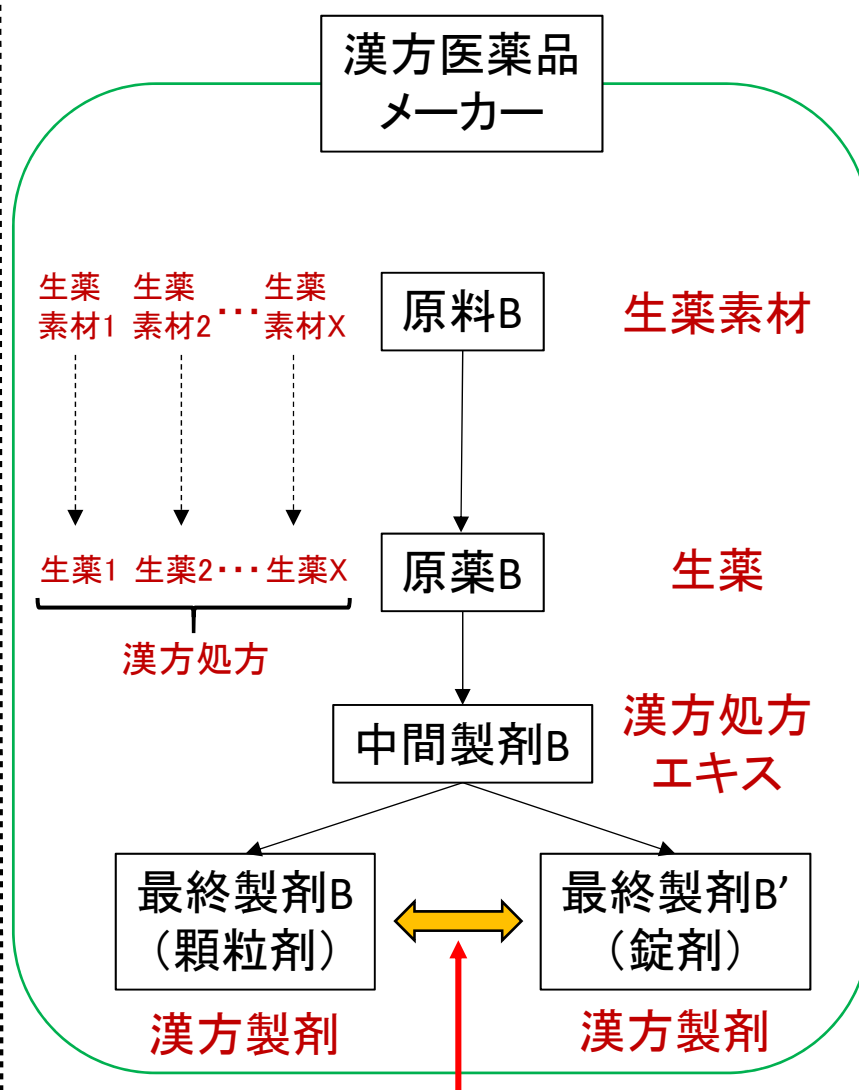 漢方医薬品
メーカー
生薬 生薬 生薬
素材1 素材2 ・・・ 素材X
原料B
生薬素材
生薬1 生薬2・・・生薬X
原薬B
生薬
漢方処方
中間製剤B
漢方処方
エキス
最終製剤B
（顆粒剤）
最終製剤B’
（錠剤）
漢方製剤
漢方製剤